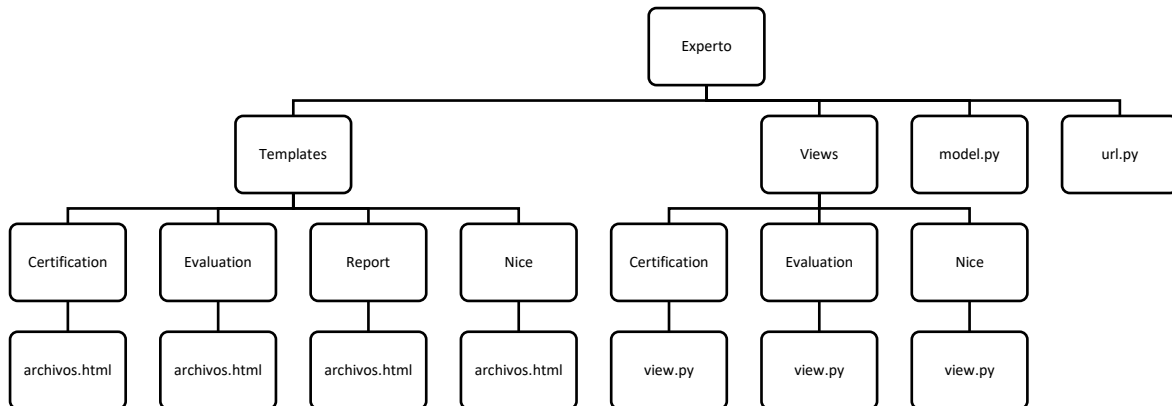 Experto
Templates
Views
model.py
url.py
Certification
Evaluation
Report
Nice
Certification
Evaluation
Nice
archivos.html
archivos.html
archivos.html
archivos.html
view.py
view.py
view.py